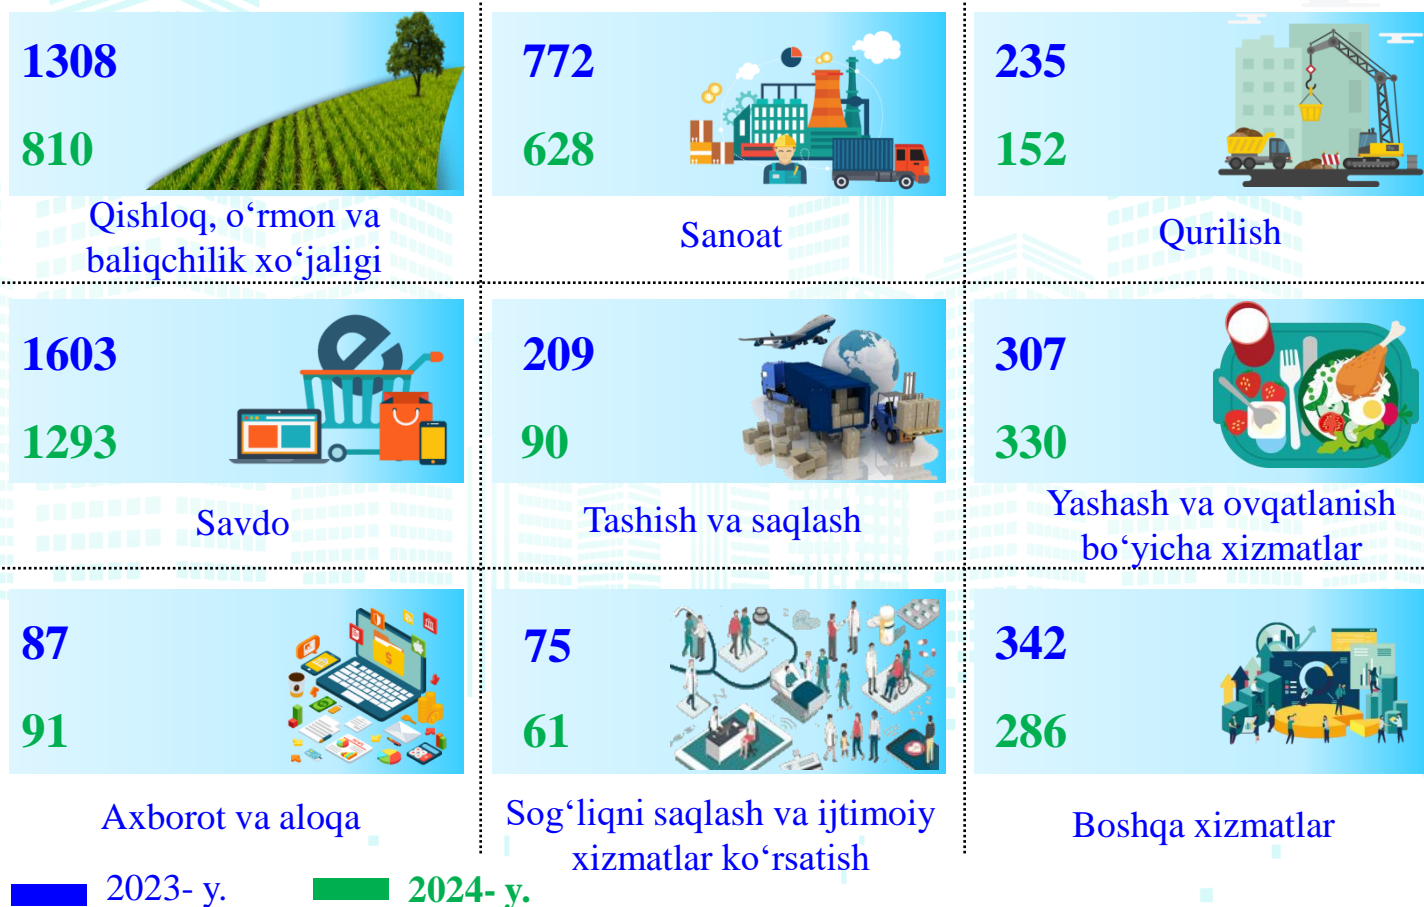 1308
810
Qishloq, o‘rmon va
baliqchilik xo‘jaligi
772
628
Sanoat
235
152
Qurilish
1603
1293
Savdo
209
90
Tashish va saqlash
307
330
Yashash va ovqatlanish
bo‘yicha xizmatlar
87
91
Axborot va aloqa
75
61
Sog‘liqni saqlash va ijtimoiy
xizmatlar ko‘rsatish
342
286
Boshqa xizmatlar
2023- y.
2024- y.